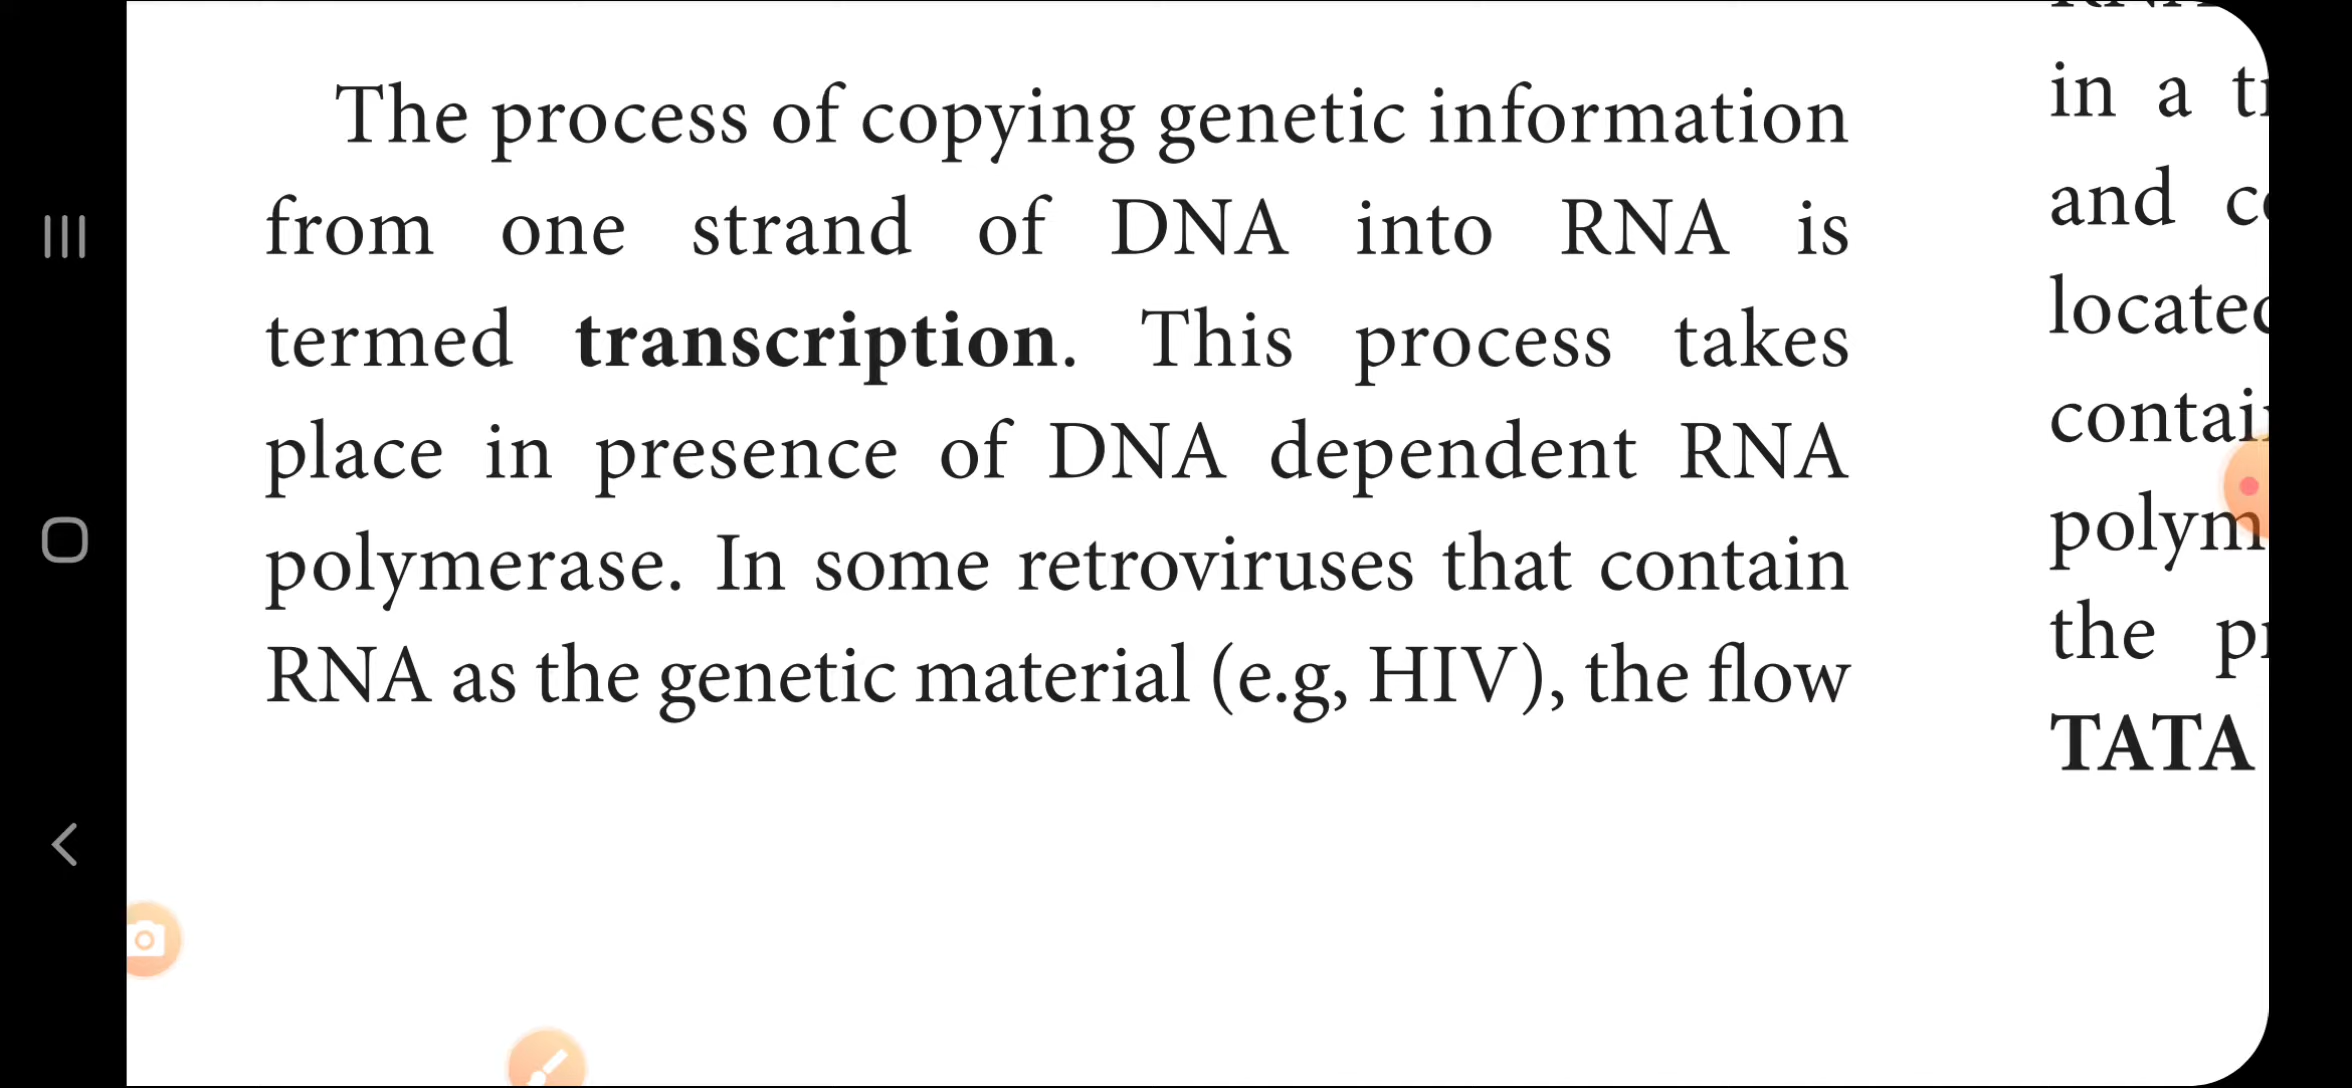 The process of copying genetic information
from one strand of DNA into RNA is
termed transcription. This process takes
place in presence of DNA dependent RNA
polymerase. In some retroviruses that contain
RNA as the genetic material (e.g, HIV), the flow
in a
and
the
TATA